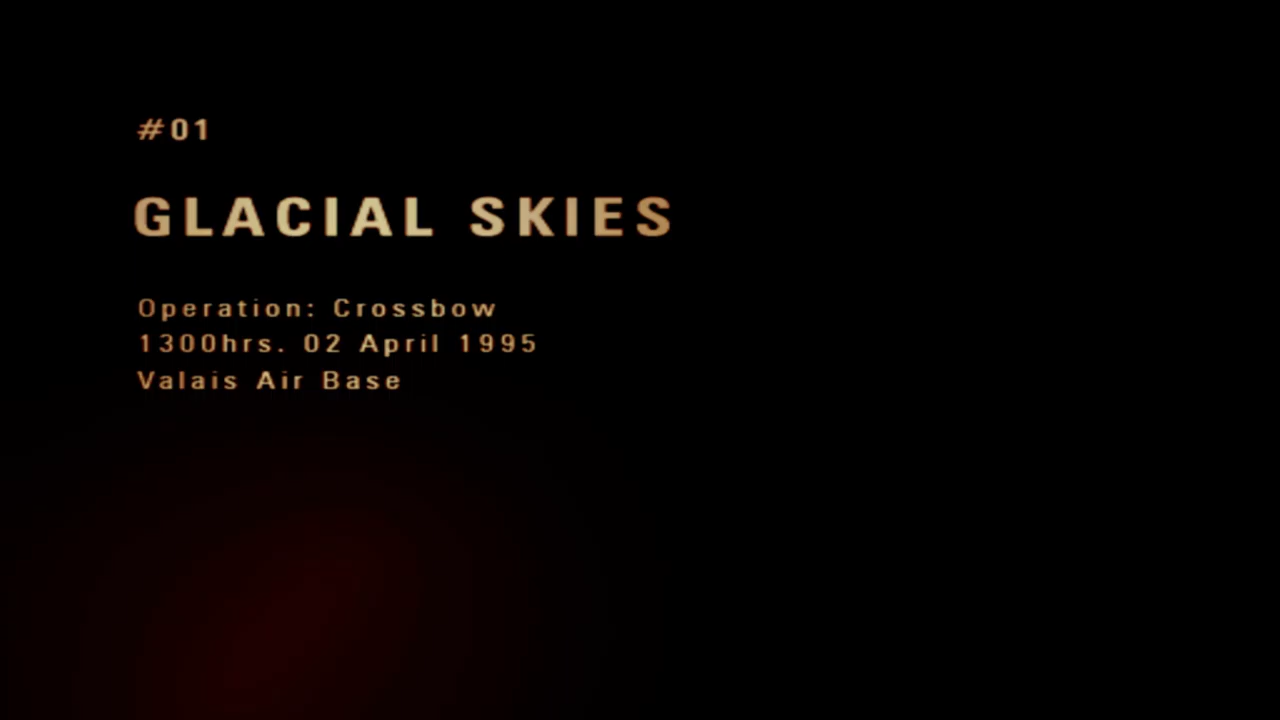 #01
GLACIAL SKIES
Operation: Crossbow
1300hrs. 02 April 1995
Valais Air Base